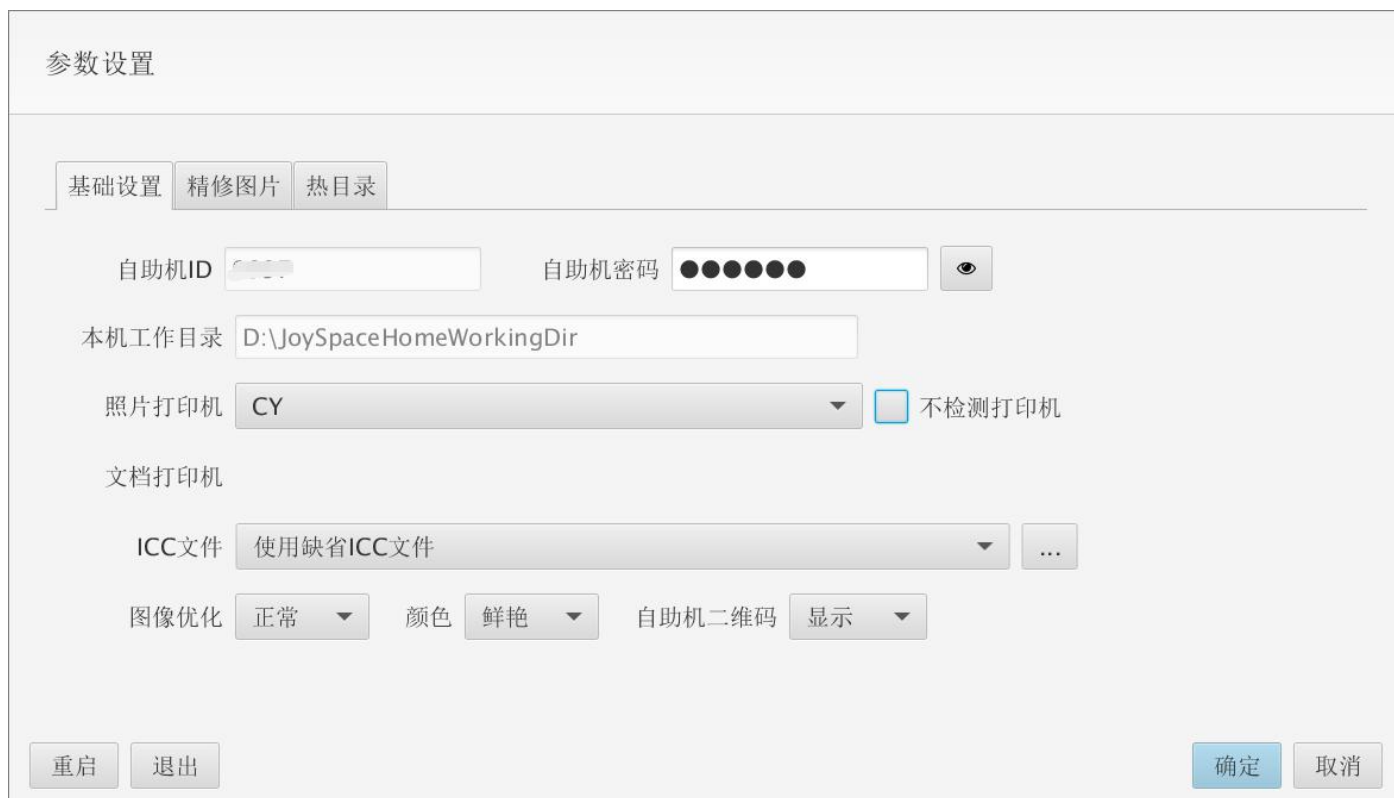 参数设置
基础设置 精修图片 热目录
自助机ID 自助机密码 ●●●●●●
本机工作目录 D:\JoySpaceHomeWorkingDir
照片打印机 CY 不检测打印机
文档打印机
ICC文件 使用缺省ICC文件 ...
图像优化 正常 颜色 鲜艳 自助机二维码 显示
重启 退出 确定 取消